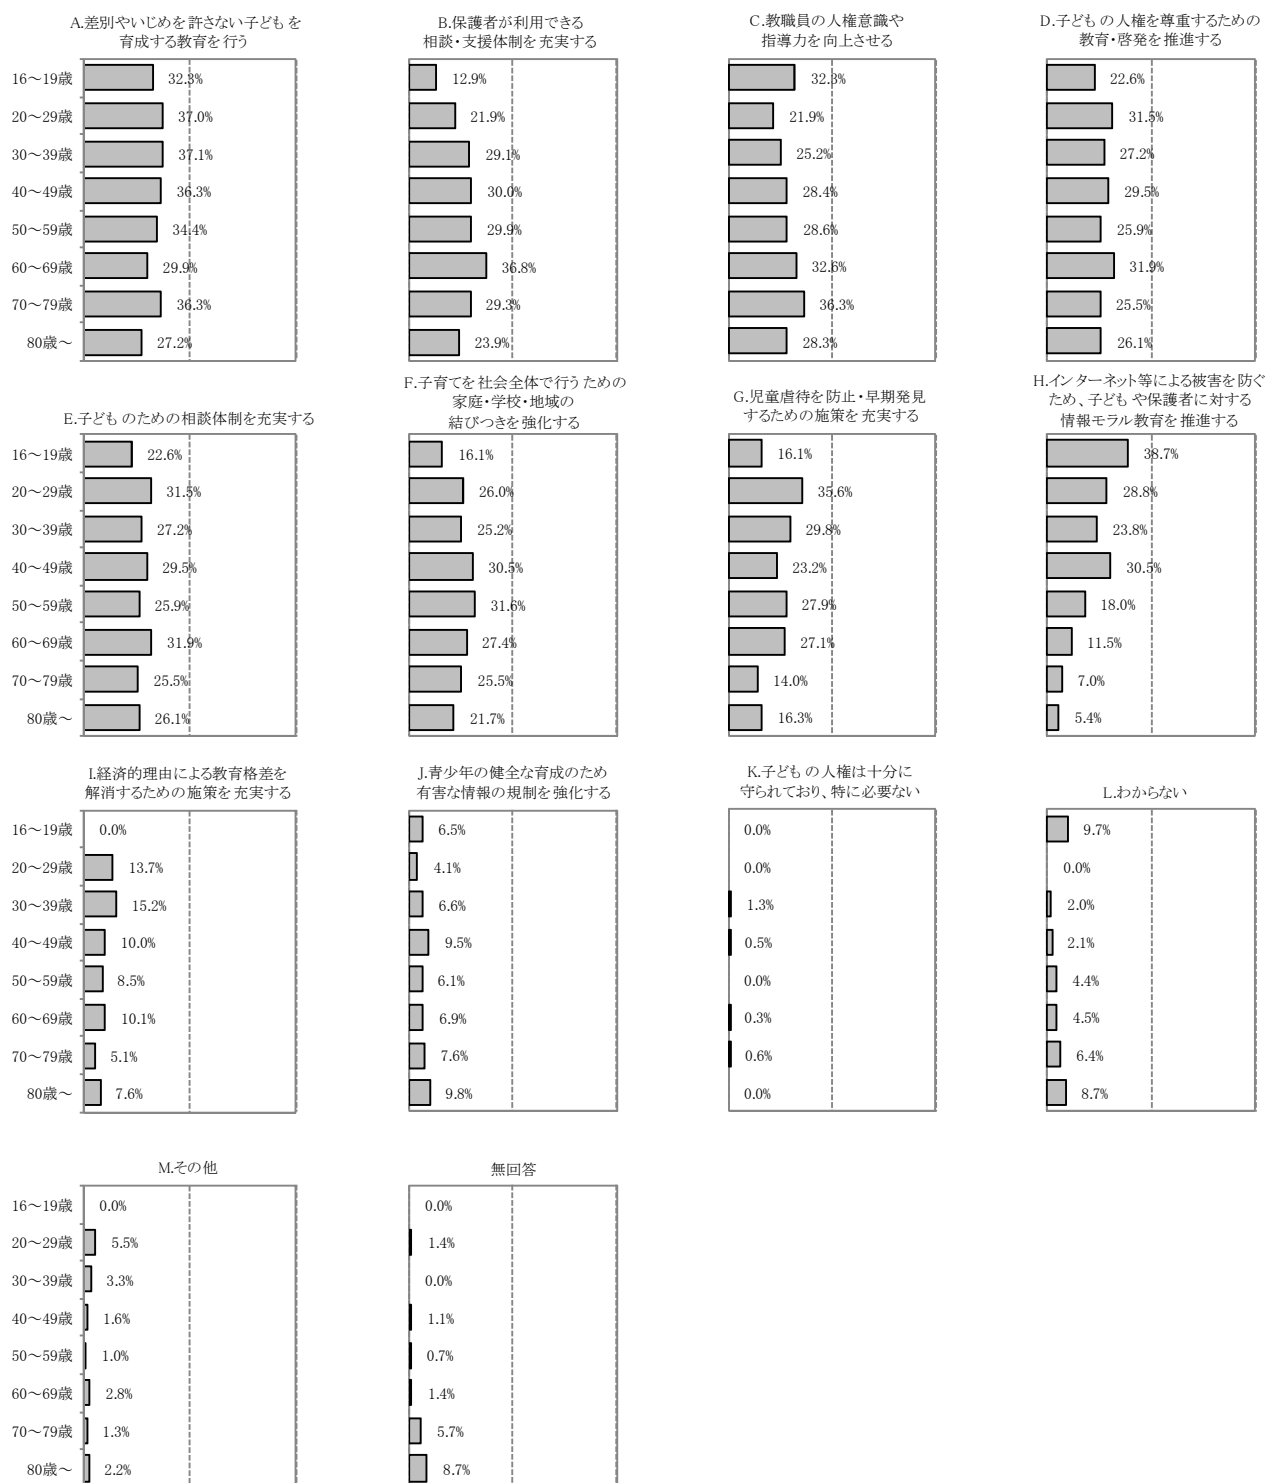 A.差別やいじめを許さない子どもを
育成する教育を行う
16～19歳 32.3%
20～29歳 37.0%
30～39歳 37.1%
40～49歳 36.3%
50～59歳 34.4%
60～69歳 29.9%
70～79歳 36.3%
80歳～ 27.2%
B.保護者が利用できる
相談・支援体制を充実する
12.9%
21.9%
29.1%
30.0%
29.9%
36.8%
29.3%
23.9%
C.教職員の人権意識や
指導力を向上させる
32.3%
21.9%
25.2%
28.4%
28.6%
32.6%
36.3%
28.3%
D.子どもの人権を尊重するための
教育・啓発を推進する
22.6%
31.5%
27.2%
29.5%
25.9%
31.9%
25.5%
26.1%
E.子どものための相談体制を充実する
16～19歳 22.6%
20～29歳 31.5%
30～39歳 27.2%
40～49歳 29.5%
50～59歳 25.9%
60～69歳 31.9%
70～79歳 25.5%
80歳～ 26.1%
F.子育てを社会全体で行うための
家庭・学校・地域の
結びつきを強化する
16.1%
26.0%
25.2%
30.5%
31.6%
27.4%
25.5%
21.7%
G.児童虐待を防止・早期発見
するための施策を充実する
16.1%
35.6%
29.8%
23.2%
27.9%
27.1%
14.0%
16.3%
H.インターネット等による被害を防ぐ
ため、子どもや保護者に対する
情報モラル教育を推進する
38.7%
28.8%
23.8%
30.5%
18.0%
11.5%
7.0%
5.4%
I.経済的理由による教育格差を
解消するための施策を充実する
16～19歳 0.0%
20～29歳 13.7%
30～39歳 15.2%
40～49歳 10.0%
50～59歳 8.5%
60～69歳 10.1%
70～79歳 5.1%
80歳～ 7.6%
J.青少年の健全な育成のため
有害な情報の規制を強化する
6.5%
4.1%
6.6%
9.5%
6.1%
6.9%
7.6%
9.8%
K.子どもの人権は十分に
守られており、特に必要ない
0.0%
0.0%
1.3%
0.5%
0.0%
0.3%
0.6%
0.0%
L.わからない
9.7%
0.0%
2.0%
2.1%
4.4%
4.5%
6.4%
8.7%
M.その他
16～19歳 0.0%
20～29歳 5.5%
30～39歳 3.3%
40～49歳 1.6%
50～59歳 1.0%
60～69歳 2.8%
70～79歳 1.3%
80歳～ 2.2%
無回答
0.0%
1.4%
0.0%
1.1%
0.7%
1.4%
5.7%
8.7%